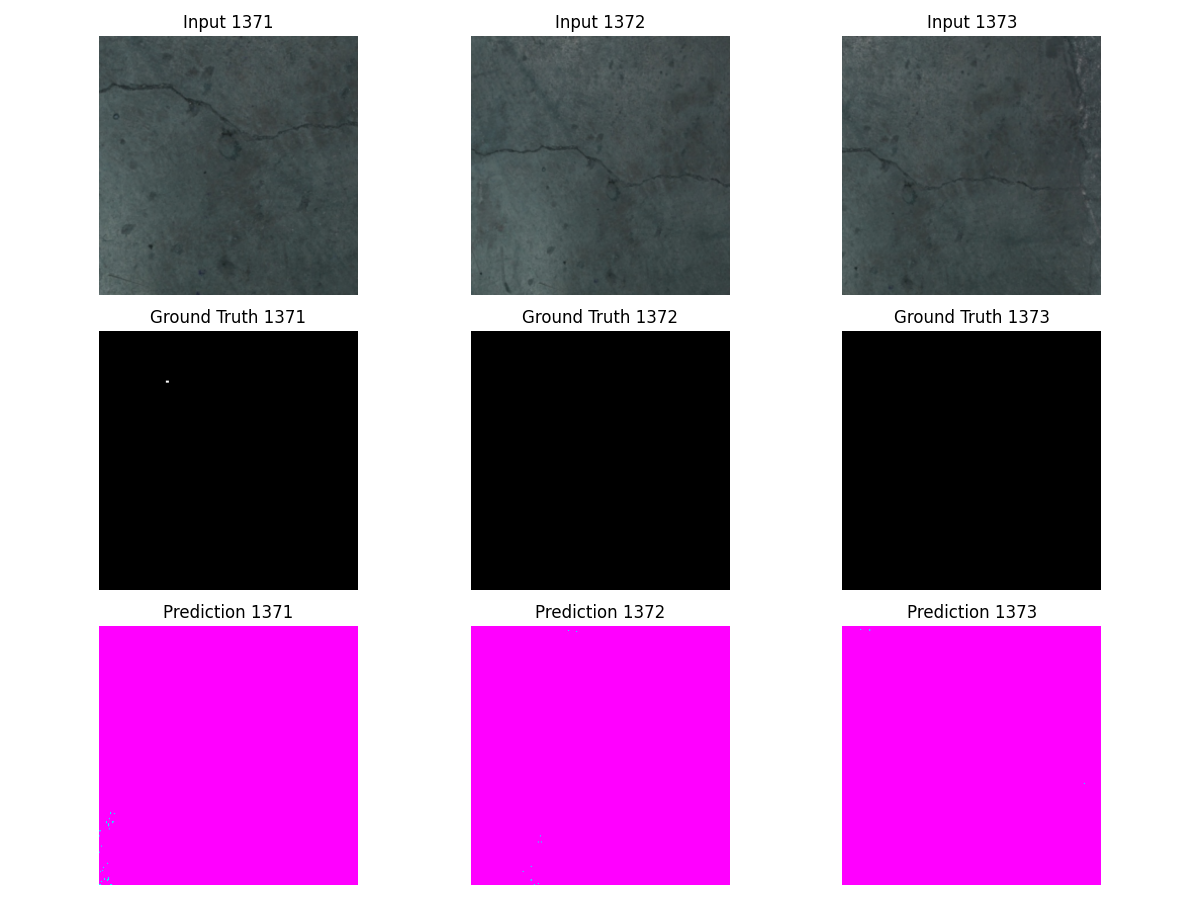 Input 1371
Input 1372
Input 1373
Ground Truth 1371
Ground Truth 1372
Ground Truth 1373
Prediction 1371
Prediction 1372
Prediction 1373